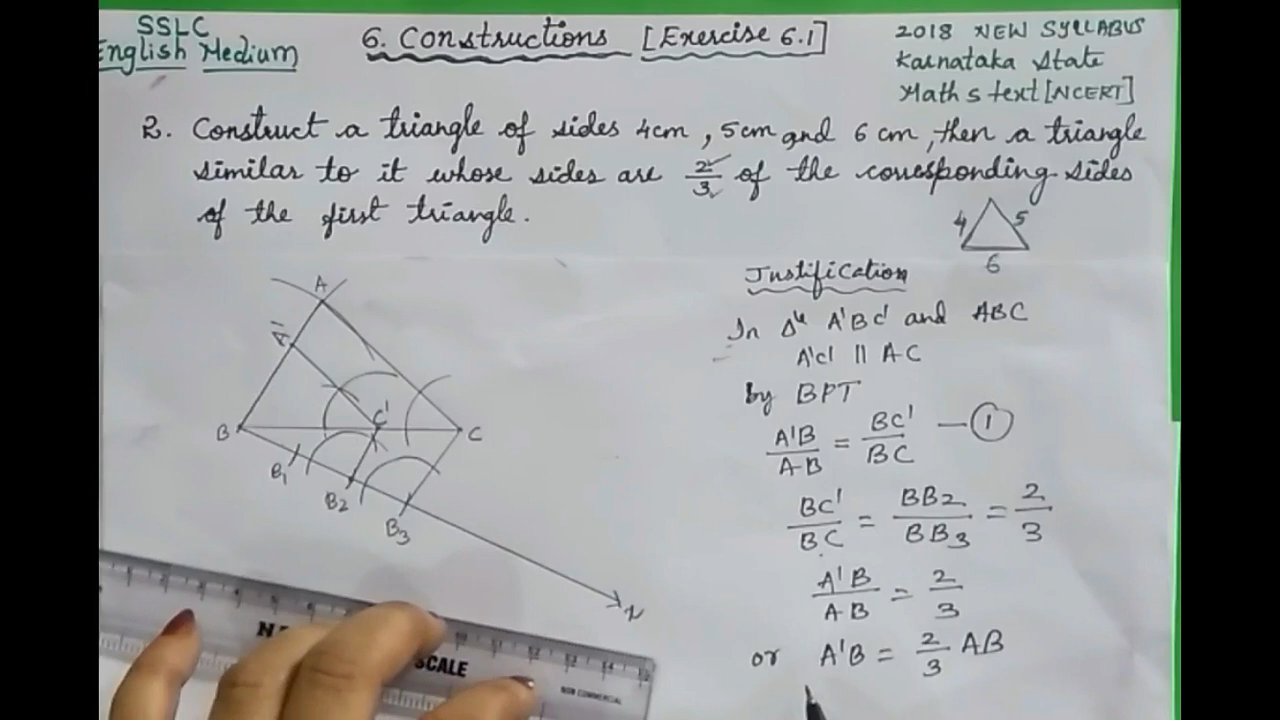 SSLC
English Medium
6. Constructions [Exercise 6.1]
2018 NEW SYLLABUS
Karnataka State
Maths text [NCERT]
2. Construct a triangle of sides 4cm, 5cm and 6 cm, then a triangle
similar to it whose sides are 2/3 of the corresponding sides
of the first triangle.
4 5
6
A
A'
B
C'
C
B1
B2
B3
Justification
In Δle A'BC' and ABC
A'C' || AC
by BPT
A'B/AB = BC'/BC — 1
BC'/BC = BB2/BB3 = 2/3
A'B/AB = 2/3
or A'B = 2/3 AB
SCALE
NON COMMERCIAL